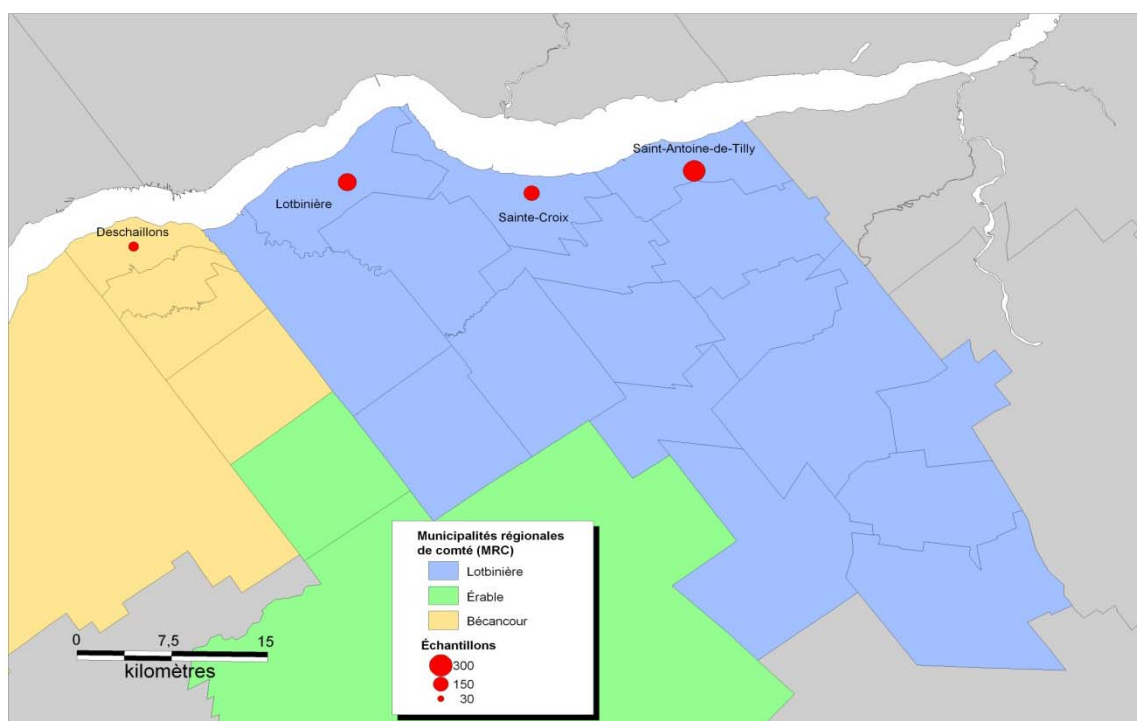 Saint-Antoine-de-Tilly
Lotbinière
Sainte-Croix
Deschaillons
Municipalités régionales
de comté (MRC)
Lotbinière
Érable
Bécancour
Échantillons
300
150
30
0 7,5 15
kilomètres